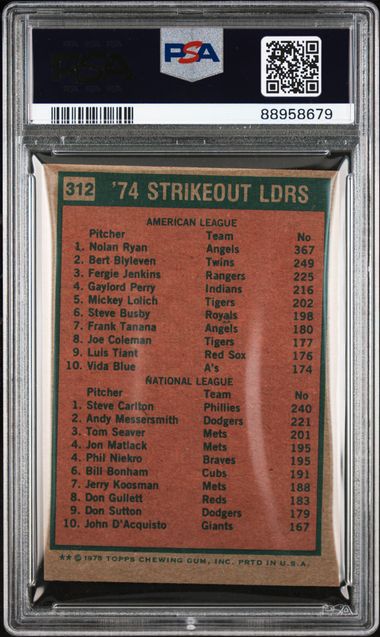 PSA
PSA
88958679
312 '74 STRIKEOUT LDRS
AMERICAN LEAGUE
Pitcher Team No
1. Nolan Ryan Angels 367
2. Bert Blyleven Twins 249
3. Fergie Jenkins Rangers 225
4. Gaylord Perry Indians 216
5. Mickey Lolich Tigers 202
6. Steve Busby Royals 198
7. Frank Tanana Angels 180
8. Joe Coleman Tigers 177
9. Luis Tiant Red Sox 176
10. Vida Blue A's 174
NATIONAL LEAGUE
Pitcher Team No
1. Steve Carlton Phillies 240
2. Andy Messersmith Dodgers 221
3. Tom Seaver Mets 201
4. Jon Matlack Mets 195
4. Phil Niekro Braves 195
6. Bill Bonham Cubs 191
7. Jerry Koosman Mets 188
8. Don Gullett Reds 183
9. Don Sutton Dodgers 179
10. John D'Acquisto Giants 167
** © 1975 TOPPS CHEWING GUM, INC. PRTD IN U.S.A.